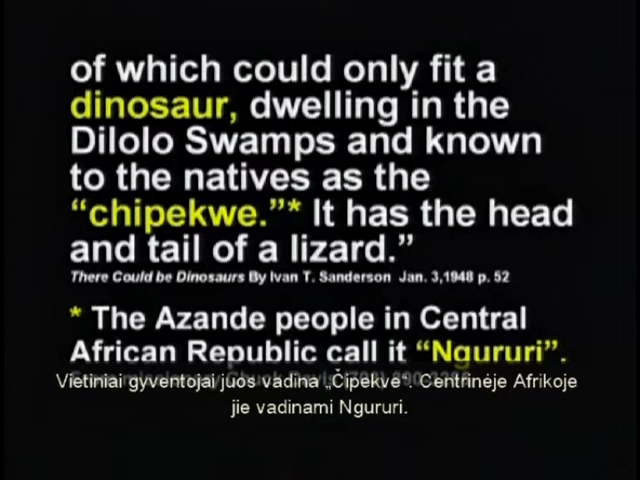 of which could only fit a
dinosaur, dwelling in the
Dilolo Swamps and known
to the natives as the
“chipekwe.”* It has the head
and tail of a lizard.”
There Could be Dinosaurs By Ivan T. Sanderson Jan. 3,1948 p. 52
* The Azande people in Central
African Republic call it “Ngururi”.
Vietiniai gyventojai juos vadina „Čipekve“. Centrinėje Afrikoje
jie vadinami Ngururi.